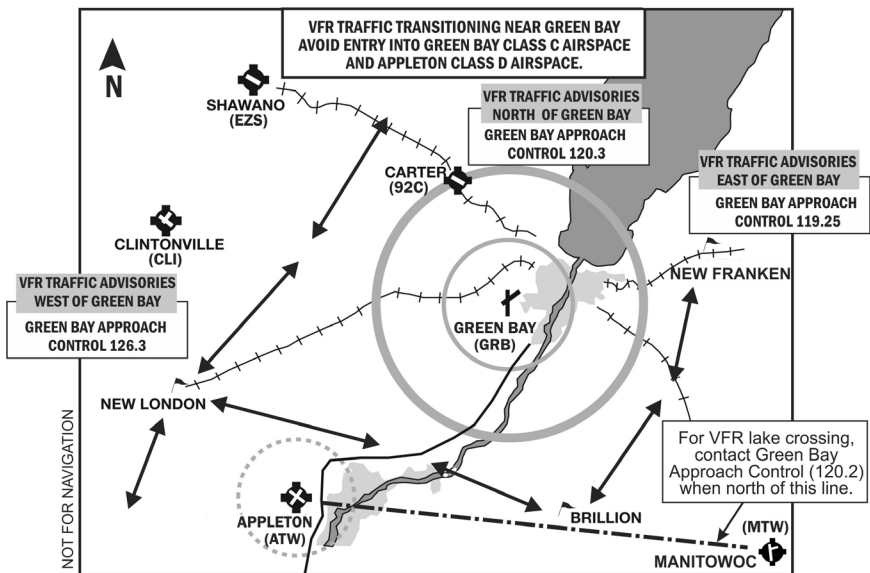 VFR TRAFFIC TRANSITIONING NEAR GREEN BAY
AVOID ENTRY INTO GREEN BAY CLASS C AIRSPACE
AND APPLETON CLASS D AIRSPACE.
N
SHAWANO
(EZS)
VFR TRAFFIC ADVISORIES
NORTH OF GREEN BAY
GREEN BAY APPROACH
CONTROL 120.3
CARTER
(92C)
VFR TRAFFIC ADVISORIES
EAST OF GREEN BAY
GREEN BAY APPROACH
CONTROL 119.25
CLINTONVILLE
(CLI)
NEW FRANKEN
VFR TRAFFIC ADVISORIES
WEST OF GREEN BAY
GREEN BAY APPROACH
CONTROL 126.3
GREEN BAY
(GRB)
NEW LONDON
For VFR lake crossing,
contact Green Bay
Approach Control (120.2)
when north of this line.
NOT FOR NAVIGATION
APPLETON
(ATW)
BRILLION
(MTW)
MANITOWOC